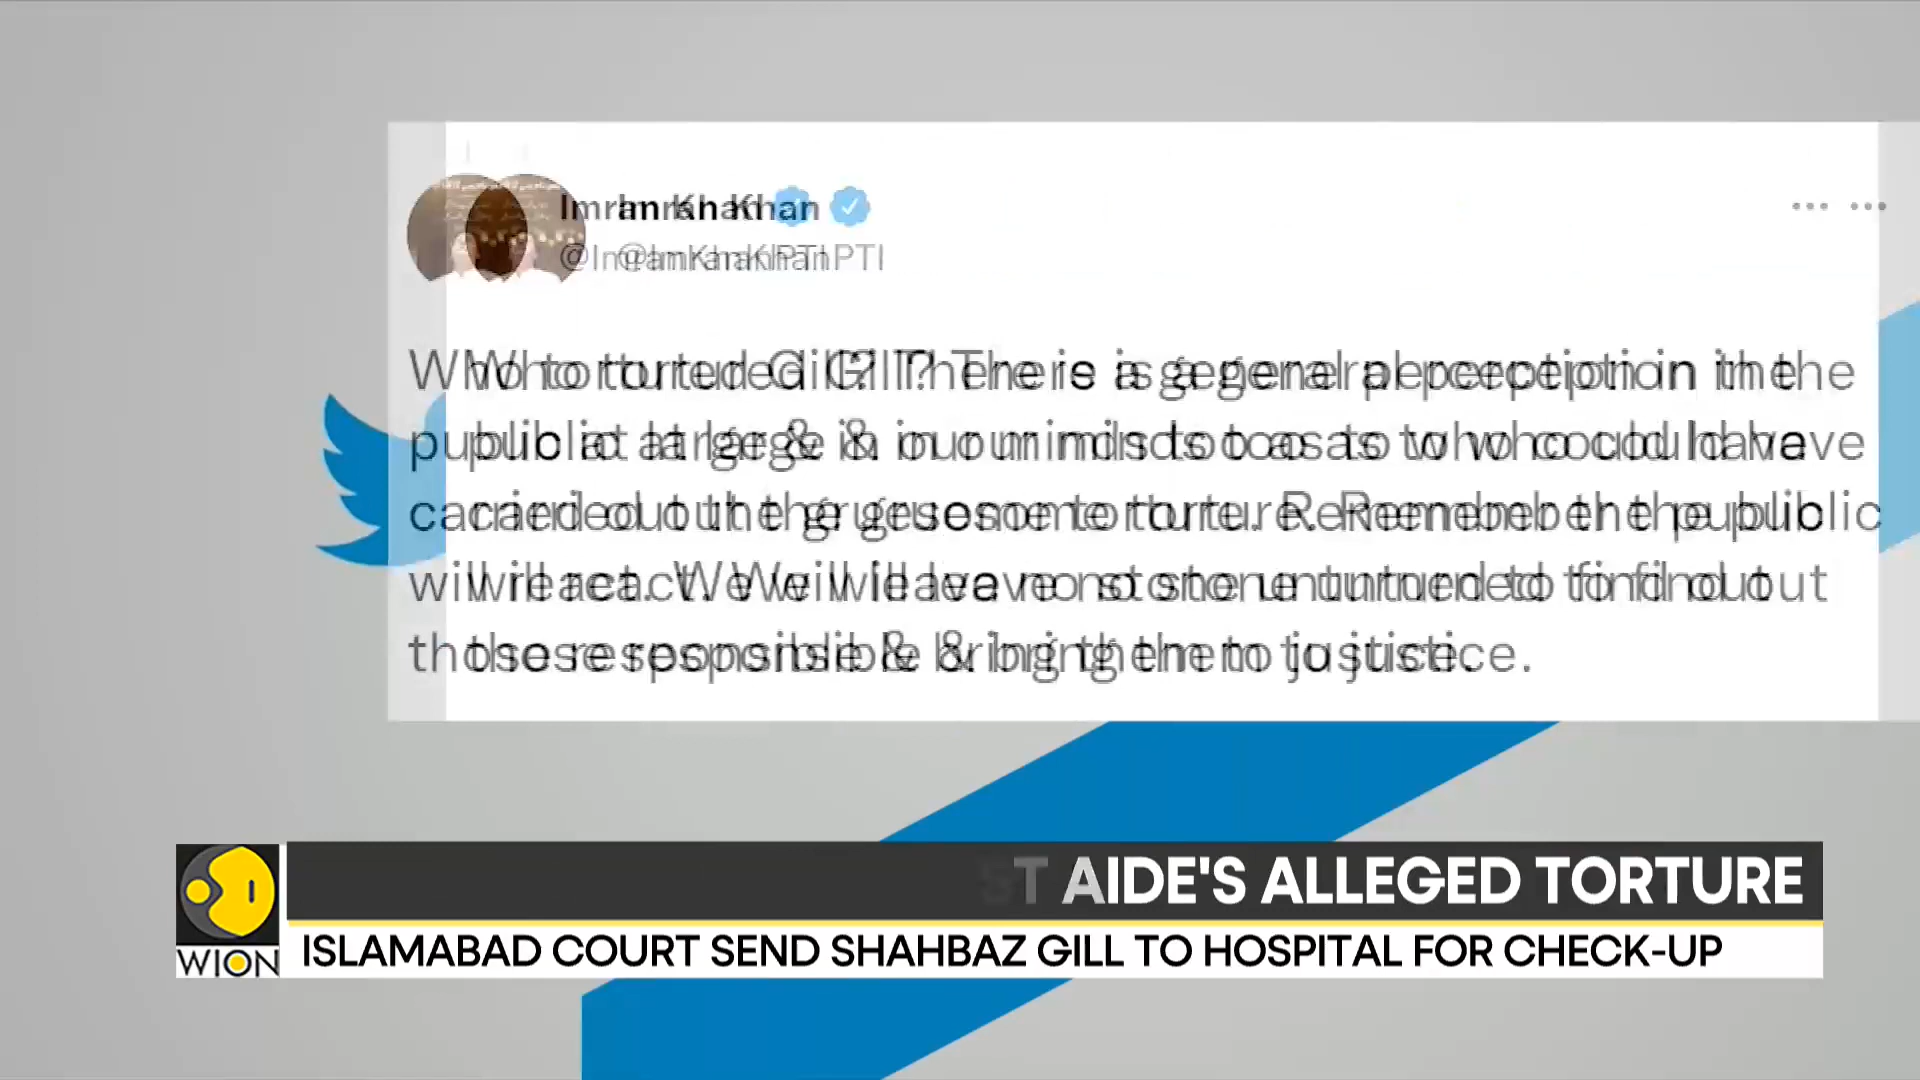 Imran Khan
@ImranKhanPTI
Who tortured Gill? There is a general perception in the
public at large & in our minds too as to who could have
carried out the gruesome torture. Remember the public
will react. We will leave no stone unturned to find out
those responsible & bring them to justice.
ST AIDE'S ALLEGED TORTURE
ISLAMABAD COURT SEND SHAHBAZ GILL TO HOSPITAL FOR CHECK-UP
WION